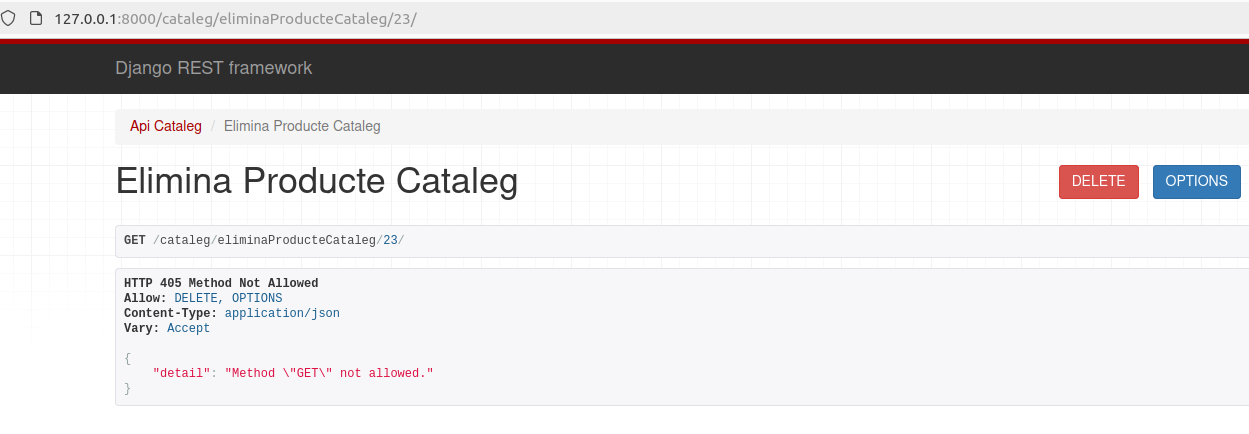 127.0.0.1:8000/cataleg/eliminaProducteCataleg/23/
Django REST framework
Api Cataleg / Elimina Producte Cataleg
Elima Producte Cataleg
DELETE OPTIONS
GET /cataleg/eliminaProducteCataleg/23/
HTTP 405 Method Not Allowed
Allow: DELETE, OPTIONS
Content-Type: application/json
Vary: Accept
{
    "detail": "Method \"GET\" not allowed."
}